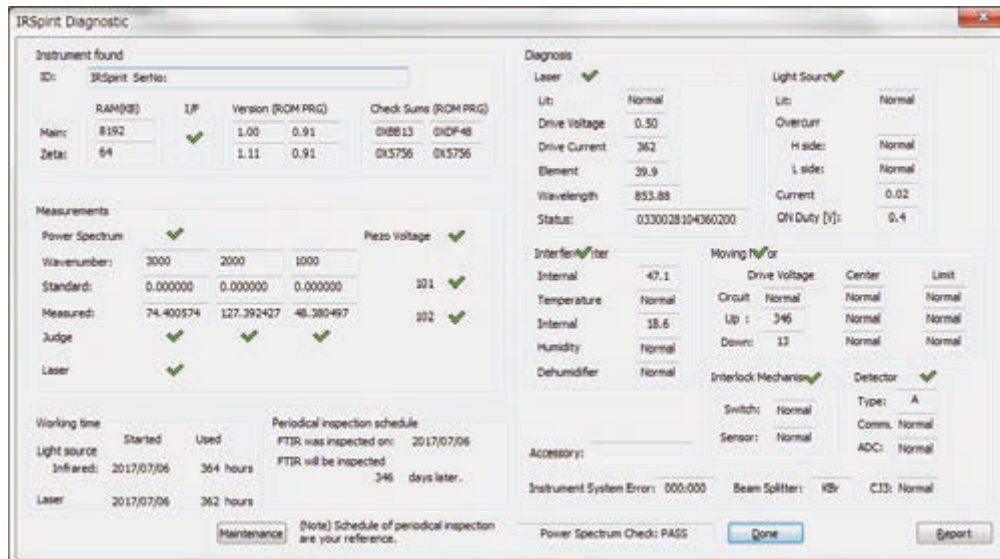 IRSpirit Diagnostic
Instrument found
ID: IRSpirit SerNo:
RAM(KB) I/F Version (ROM PRG) Check Sums (ROM PRG)
Main: 8192 1.00 0.91 0XBB13 0XDF48
Zeta: 64 1.11 0.91 0X5756 0X5756
Measurements
Power Spectrum Piezo Voltage
Wavenumber: 3000 2000 1000
Standard: 0.000000 0.000000 0.000000 101
Measured: 74.400574 127.392427 48.380497 102
Judge
Laser
Working time
Started Used
Light source
Infrared: 2017/07/06 364 hours
Laser 2017/07/06 362 hours
Periodical inspection schedule
FTIR was inspected on: 2017/07/06
FTIR will be inspected
346 days later.
Maintenance
(Note) Schedule of periodical inspection
are your reference.
Diagnosis
Laser
Lit: Normal
Drive Voltage 0.50
Drive Current 362
Element 39.9
Wavelength 853.88
Status: 0330028104360200
Light Sourc
Lit: Normal
Overcurr
H side: Normal
L side: Normal
Current 0.02
ON Duty [V]: 0.4
Internal 47.1
Temperature Normal
Internal 18.6
Humidity Normal
Dehumidifier Normal
Moving
Drive Voltage Center Limit
Circuit Normal Normal Normal
Up : 346 Normal Normal
Down: 13 Normal Normal
Interlock Mechanism
Switch: Normal
Sensor: Normal
Detector
Type: A
Comm. Normal
ADC: Normal
Accessory:
Instrument System Error: 000:000 Beam Splitter: KBr CJ3: Normal
Power Spectrum Check: PASS
Done
Report